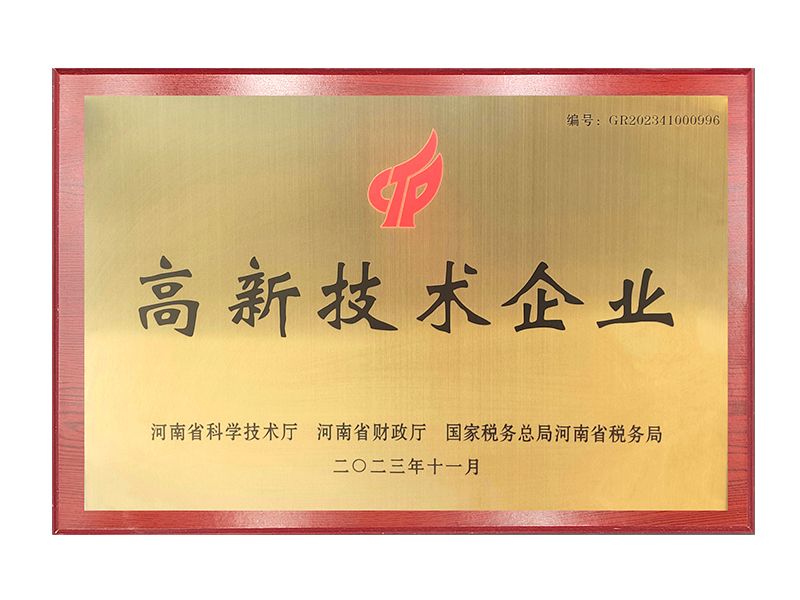 编号：GR202341000996
CTP
高新技术企业
河南省科学技术厅 河南省财政厅 国家税务总局河南省税务局
二〇二三年十一月